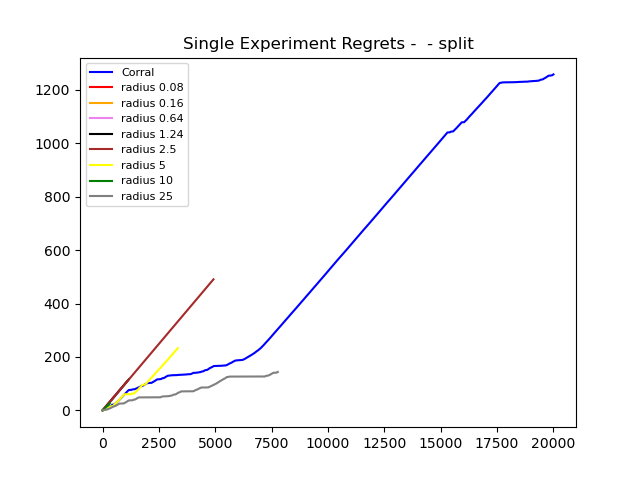 Single Experiment Regrets -  - split
Corral
radius 0.08
radius 0.16
radius 0.64
radius 1.24
radius 2.5
radius 5
radius 10
radius 25
1200
1000
800
600
400
200
0
0 2500 5000 7500 10000 12500 15000 17500 20000